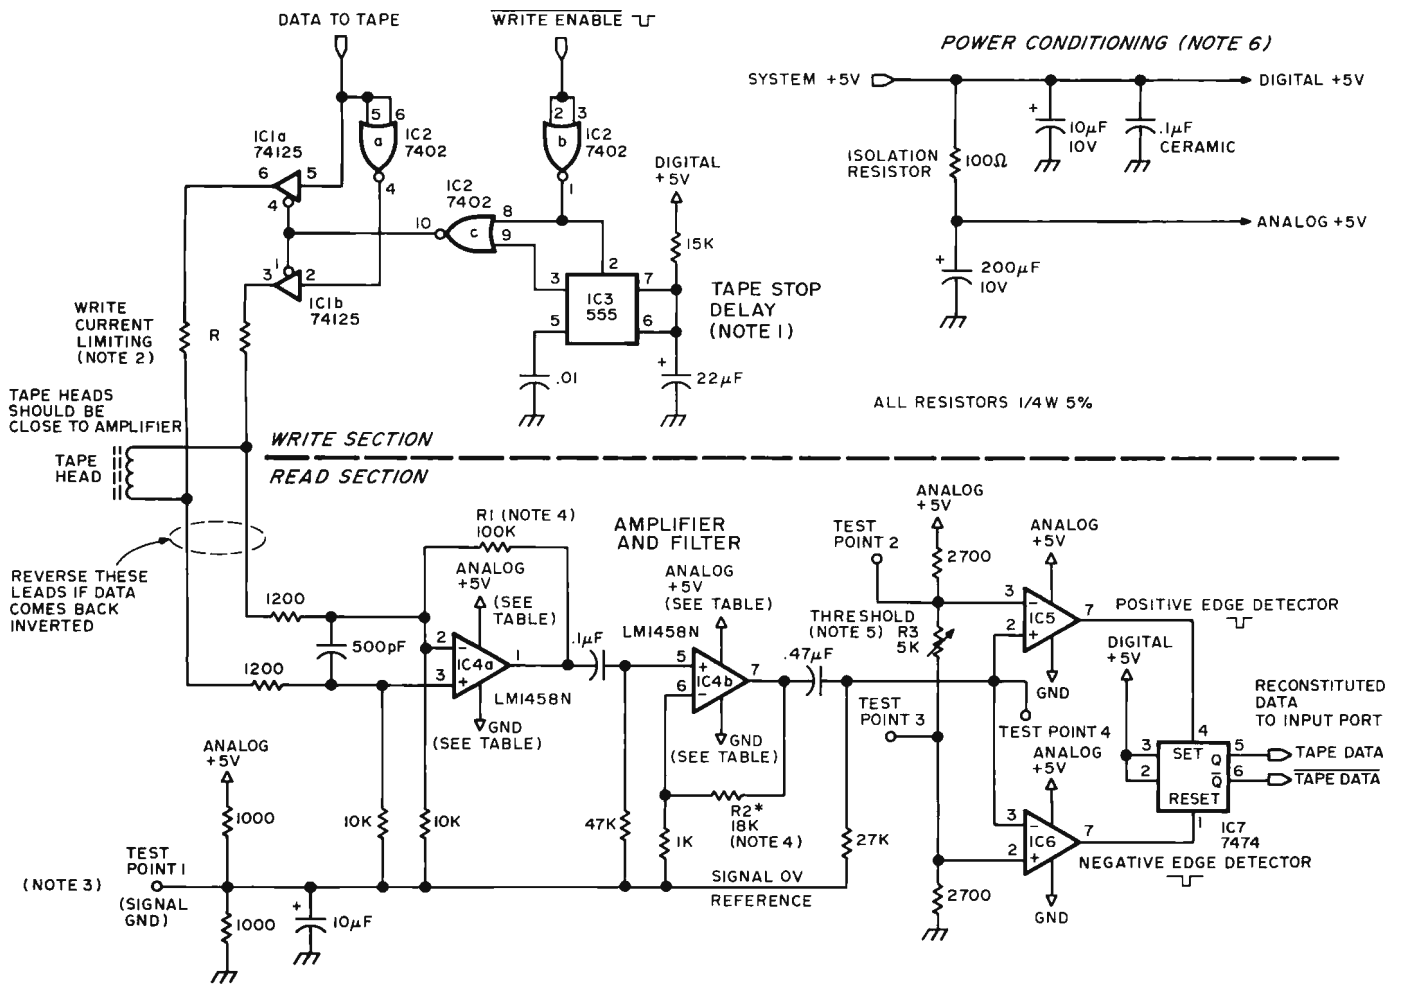 DATA TO TAPE
WRITE ENABLE
POWER CONDITIONING (NOTE 6)
SYSTEM +5V
DIGITAL +5V
+
10µF
10V
.1µF
CERAMIC
ISOLATION
RESISTOR
100Ω
ANALOG +5V
+
200µF
10V
5
6
a
IC2
7402
4
2
3
b
IC2
7402
1
IC1a
74125
6
5
4
IC2
7402
10
c
8
9
DIGITAL
+5V
15K
1
3
2
IC1b
74125
2
3
7
IC3
555
5
6
TAPE STOP
DELAY
(NOTE 1)
.01
+
22µF
WRITE
CURRENT
LIMITING
(NOTE 2)
R
ALL RESISTORS 1/4W 5%
TAPE HEADS
SHOULD BE
CLOSE TO AMPLIFIER
TAPE
HEAD
WRITE SECTION
READ SECTION
REVERSE THESE
LEADS IF DATA
COMES BACK
INVERTED
R1 (NOTE 4)
100K
AMPLIFIER
AND FILTER
ANALOG
+5V
(SEE
TABLE)
1200
500pF
1200
2
−
IC4a
3
+
1
LM1458N
GND
(SEE TABLE)
.1µF
ANALOG
+5V
(SEE TABLE)
LM1458N
5
+
IC4b
6
−
7
GND
(SEE TABLE)
.47µF
R2*
18K
(NOTE 4)
ANALOG
+5V
1000
10K
10K
47K
1K
27K
TEST
POINT 1
(NOTE 3)
(SIGNAL
GND)
1000
+
10µF
SIGNAL 0V
REFERENCE
TEST
POINT 2
ANALOG
+5V
2700
THRESHOLD
(NOTE 5)
R3
5K
TEST
POINT 3
2700
ANALOG
+5V
3
−
IC5
2
+
7
GND
POSITIVE EDGE DETECTOR
TEST POINT 4
ANALOG
+5V
3
−
IC6
2
+
7
GND
NEGATIVE EDGE DETECTOR
DIGITAL
+5V
RECONSTITUTED
DATA
TO INPUT PORT
4
3
SET
Q
5
TAPE DATA
2
Q̅
6
TAPE DATA
RESET
1
IC7
7474